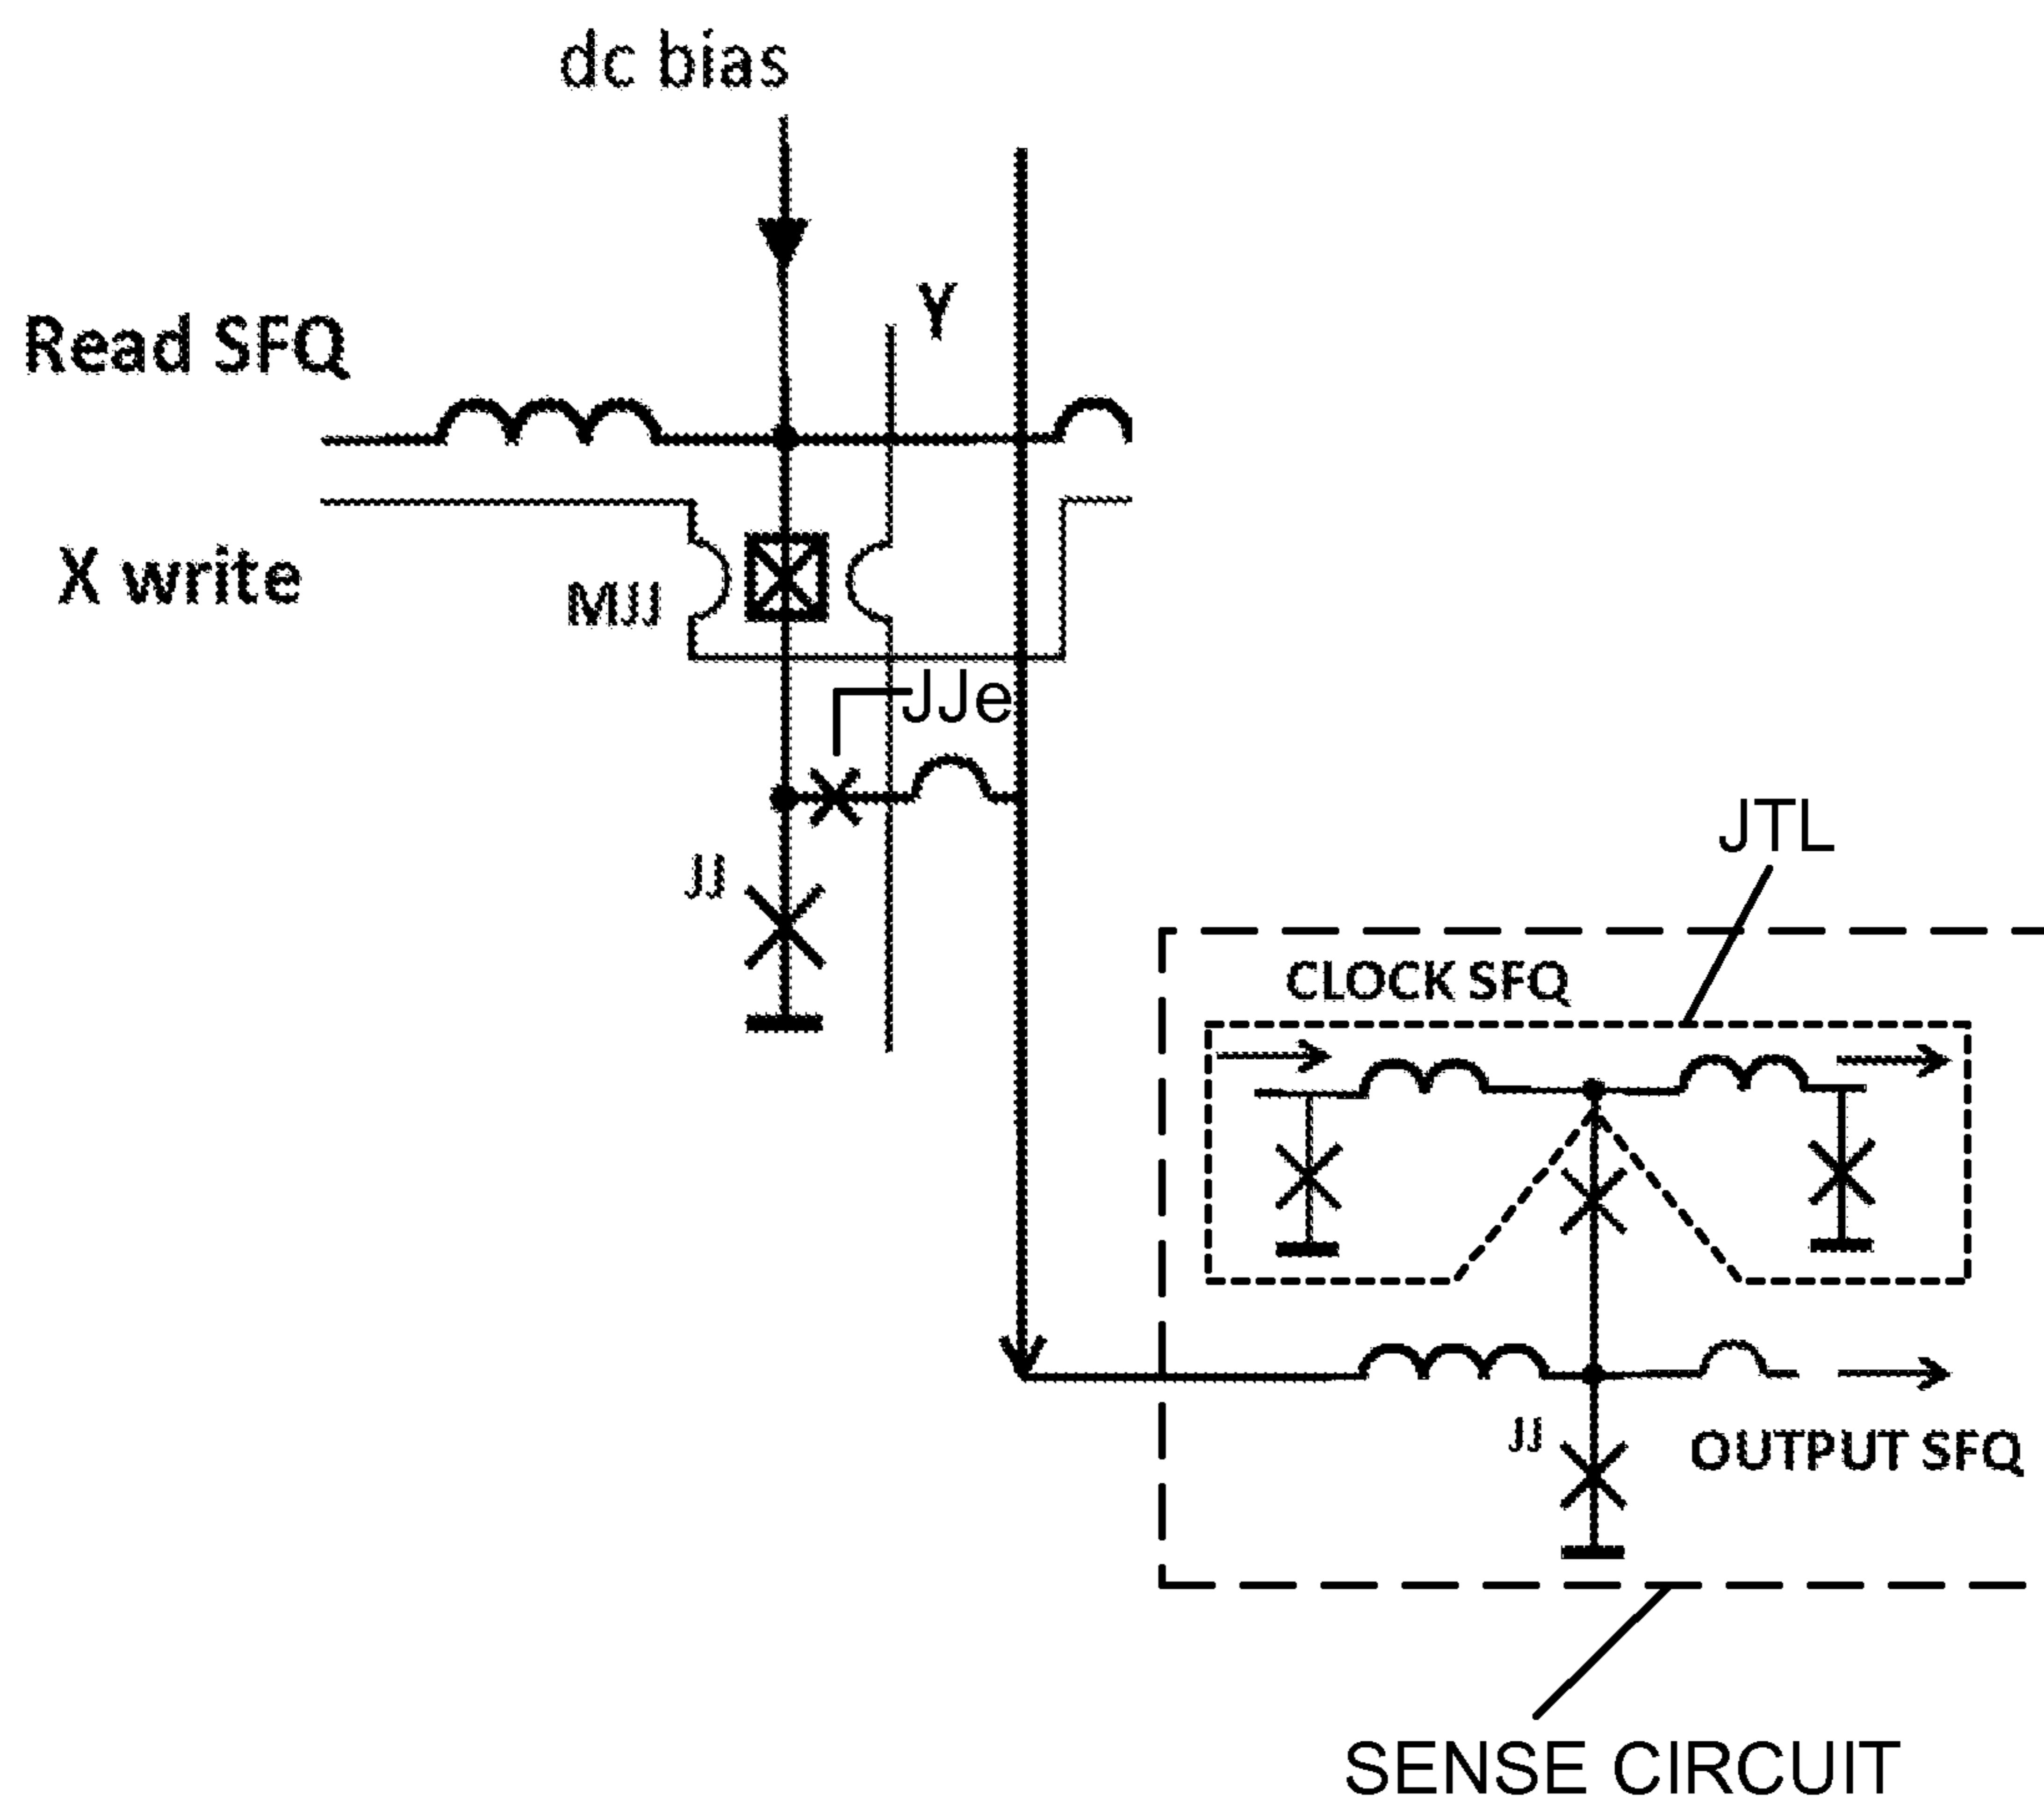 dc bias
Y
Read SFQ
X write
MJJ
JJe
JJ
JTL
CLOCK SFQ
JJ
OUTPUT SFQ
SENSE CIRCUIT